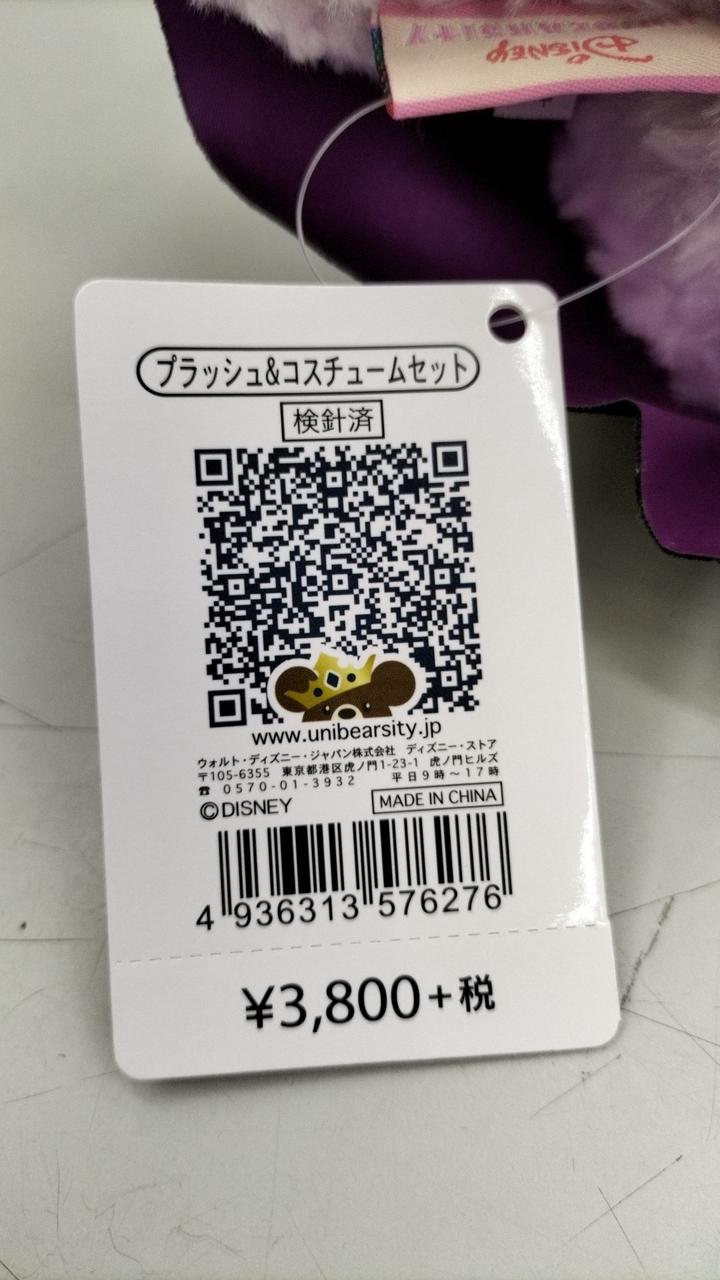 DISNEY
UNIBEARSITY
プラッシュ&コスチュームセット
検針済
www.unibearsity.jp
ウォルト・ディズニー・ジャパン株式会社 ディズニー・ストア
〒105-6355 東京都港区虎ノ門1-23-1 虎ノ門ヒルズ
☎ 0570-01-3932 平日9時～17時
©DISNEY MADE IN CHINA
4 936313 576276
¥3,800+税